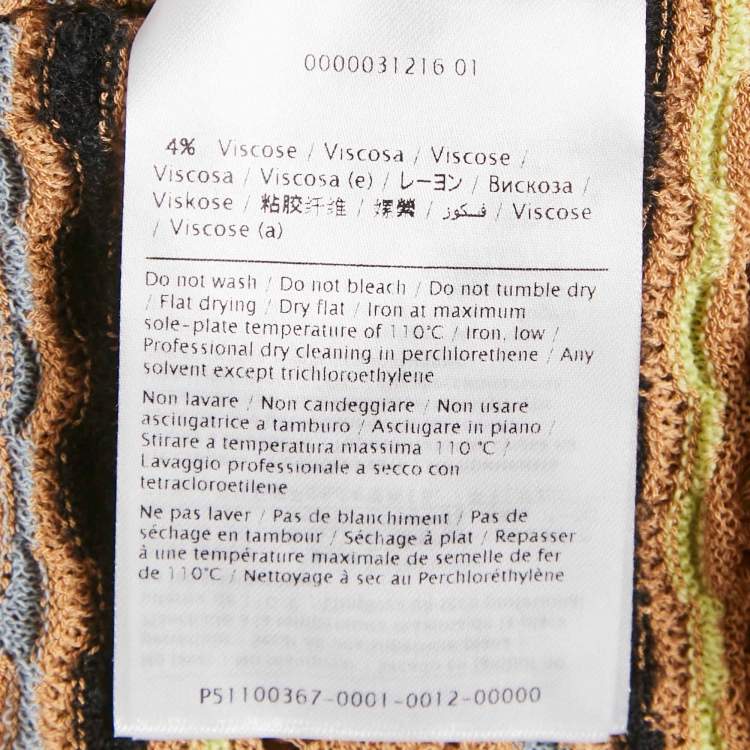 0000031216 01
4% Viscose / Viscosa / Viscose /
Viscosa / Viscosa (e) / レーヨン / Вискоза /
Viskose / 粘胶纤维 / 嫘縈 / فسكوز / Viscose
/ Viscose (a)
Do not wash / Do not bleach / Do not tumble dry
/ Flat drying / Dry flat / Iron at maximum
sole-plate temperature of 110°C / Iron, low /
Professional dry cleaning in perchlorethene / Any
solvent except trichloroethylene
Non lavare / Non candeggiare / Non usare
asciugatrice a tamburo / Asciugare in piano /
Stirare a temperatura massima 110 °C /
Lavaggio professionale a secco con
tetracloroetilene
Ne pas laver / Pas de blanchiment / Pas de
séchage en tambour / Séchage à plat / Repasser
à une température maximale de semelle de fer
de 110°C / Nettoyage à sec au Perchloréthylène
P51100367-0001-0012-00000